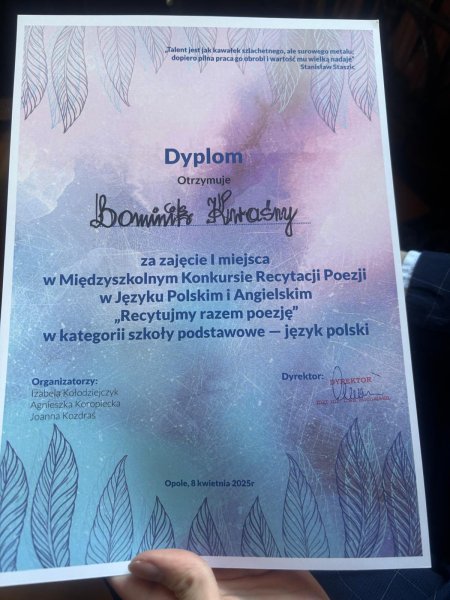 „Talent jest jak kawałek szlachetnego, ale surowego metalu;
dopiero pilna praca go obrobi i wartość mu wielką nadaje”
Stanisław Staszic
Dyplom
Otrzymuje
Dominik Kwaśny
za zajęcie I miejsca
w Międzyszkolnym Konkursie Recytacji Poezji
w Języku Polskim i Angielskim
„Recytujmy razem poezję”
w kategorii szkoły podstawowe — język polski
Organizatorzy:
Izabela Kołodziejczyk
Agnieszka Koropiecka
Joanna Kozdraś
Dyrektor:
DYREKTOR
Opole, 8 kwietnia 2025r